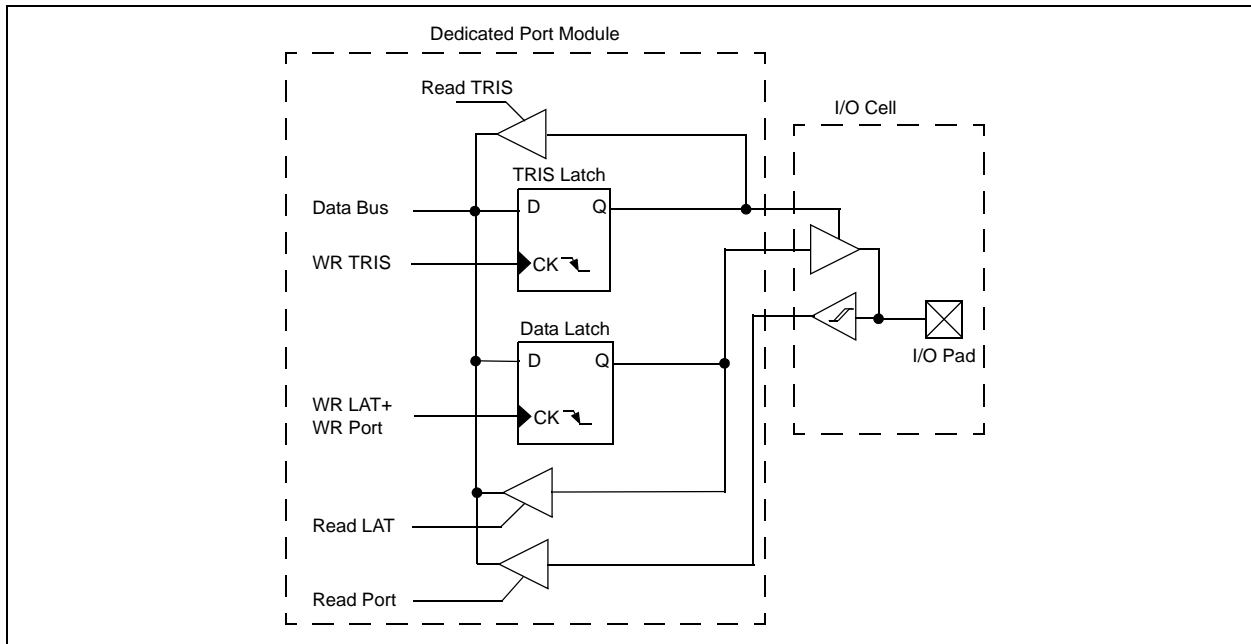 Dedicated Port Module
Read TRIS
I/O Cell
TRIS Latch
Data Bus
D
Q
WR TRIS
CK
Data Latch
I/O Pad
D
Q
WR LAT+
WR Port
CK
Read LAT
Read Port